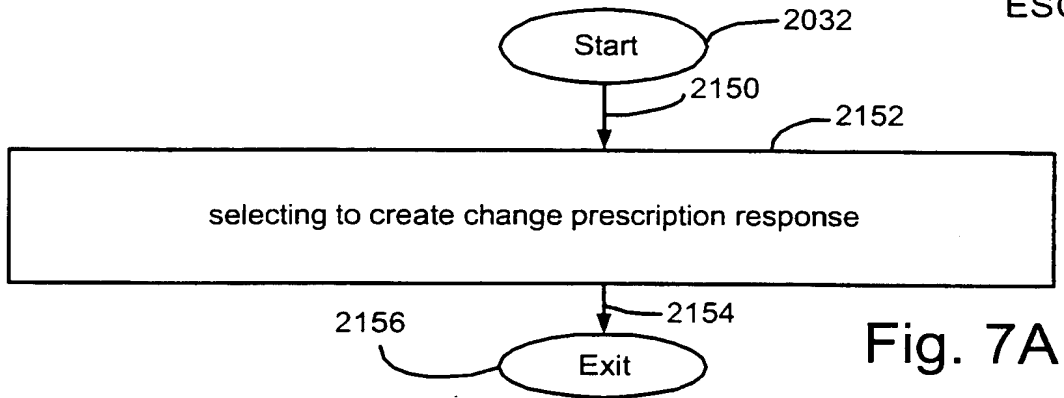 2032
Start
2150
2152
selecting to create change prescription response
2154
2156
Exit
Fig. 7A